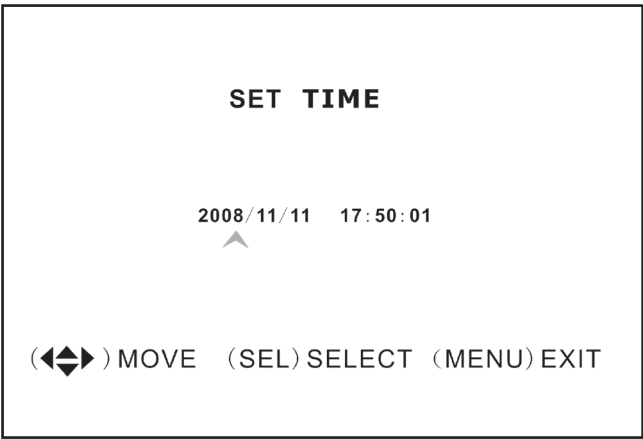 SET TIME
2008/11/11 17:50:01
(◀▲▼▶) MOVE (SEL) SELECT (MENU) EXIT